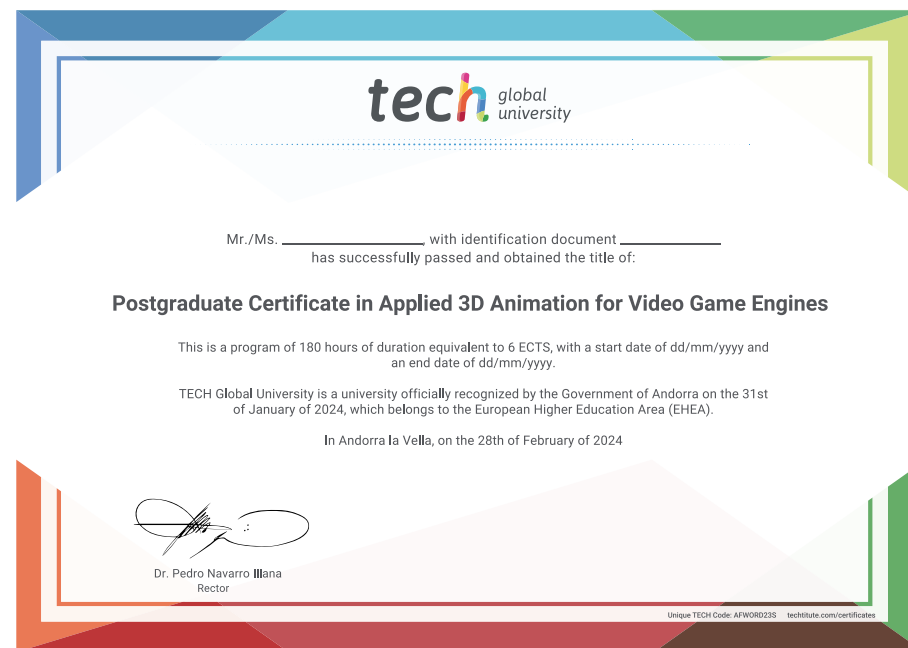 tech global
university
Mr./Ms. ____________, with identification document ____________
has successfully passed and obtained the title of:
Postgraduate Certificate in Applied 3D Animation for Video Game Engines
This is a program of 180 hours of duration equivalent to 6 ECTS, with a start date of dd/mm/yyyy and
an end date of dd/mm/yyyy.
TECH Global University is a university officially recognized by the Government of Andorra on the 31st
of January of 2024, which belongs to the European Higher Education Area (EHEA).
In Andorra la Vella, on the 28th of February of 2024
Dr. Pedro Navarro Illana
Rector
Unique TECH Code: AFWORD23S techtitute.com/certificates